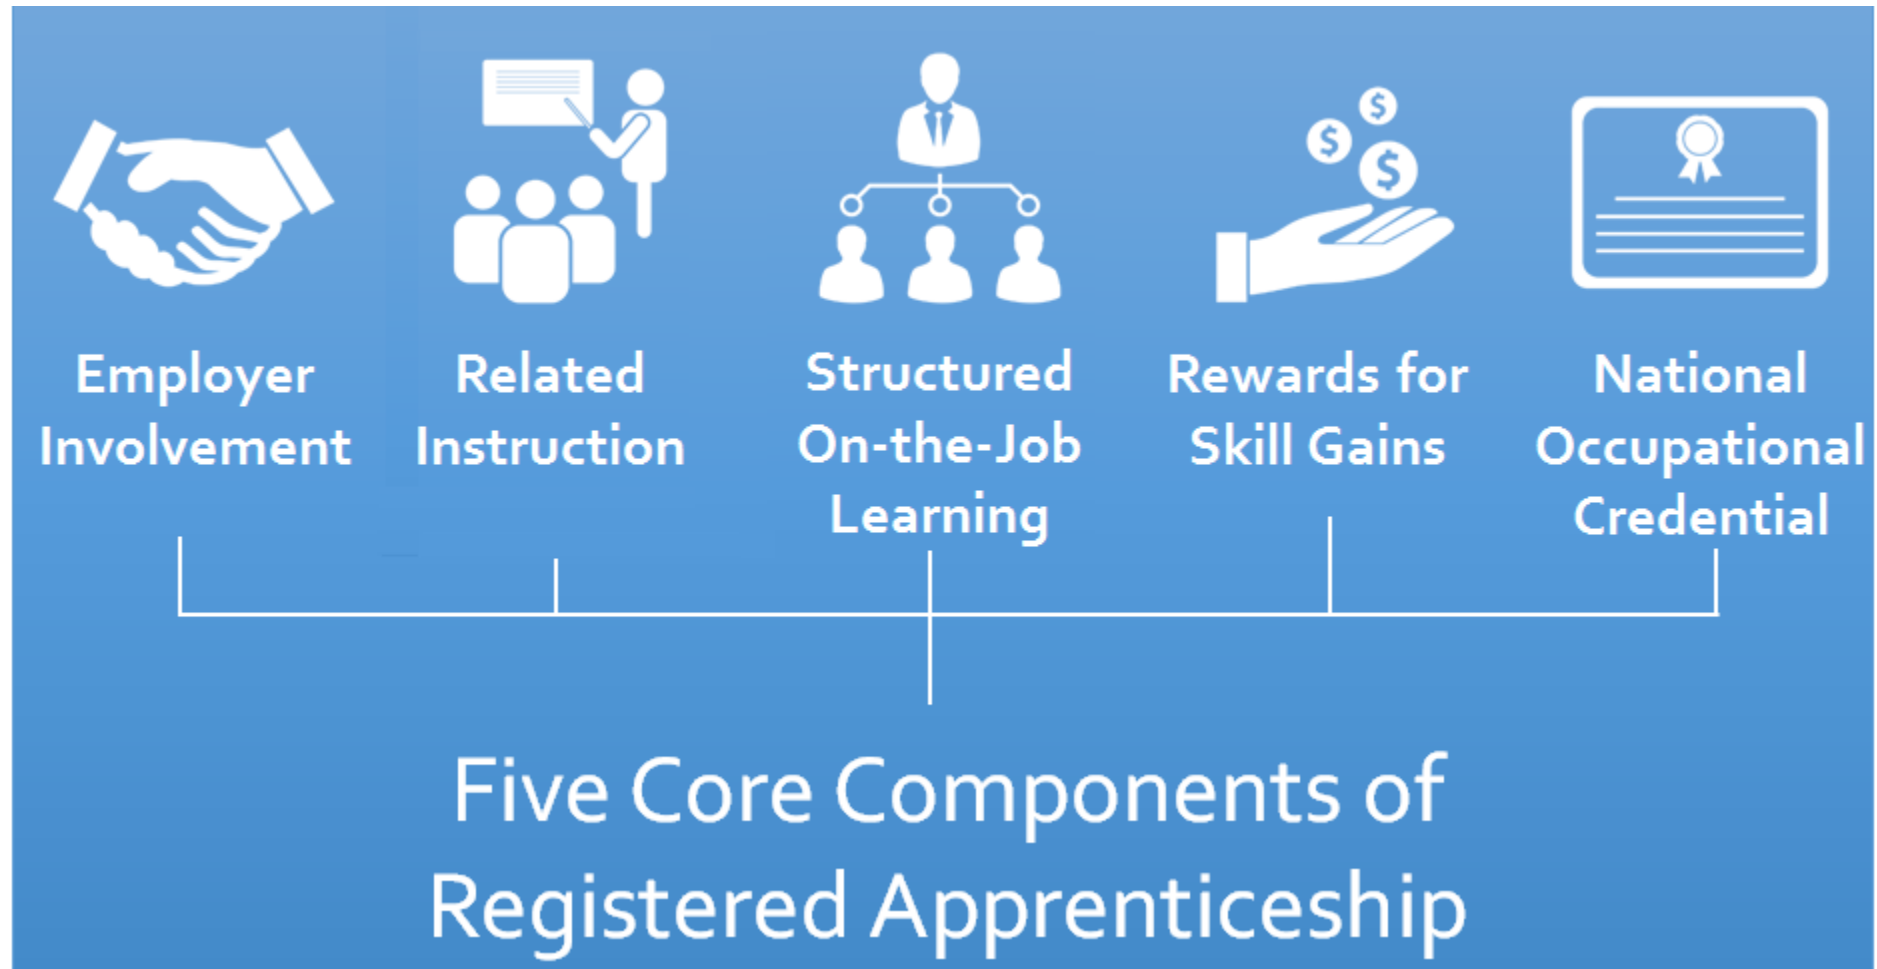 Employer
Involvement
Related
Instruction
Structured
On-the-Job
Learning
Rewards for
Skill Gains
National
Occupational
Credential
Five Core Components of
Registered Apprenticeship